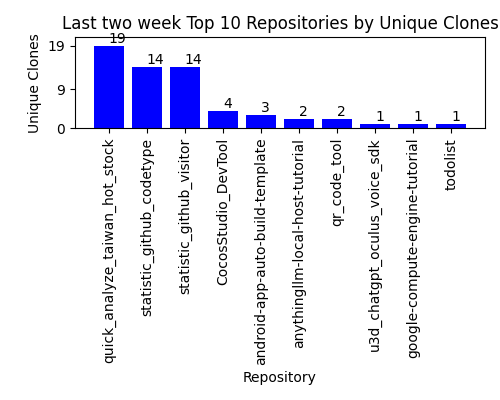 Last two week Top 10 Repositories by Unique Clones
Unique Clones
19
9
0
19
14
14
4
3
2
2
1
1
1
quick_analyze_taiwan_hot_stock
statistic_github_codetype
statistic_github_visitor
CocosStudio_DevTool
android-app-auto-build-template
anythingllm-local-host-tutorial
qr_code_tool
u3d_chatgpt_oculus_voice_sdk
google-compute-engine-tutorial
todolist
Repository